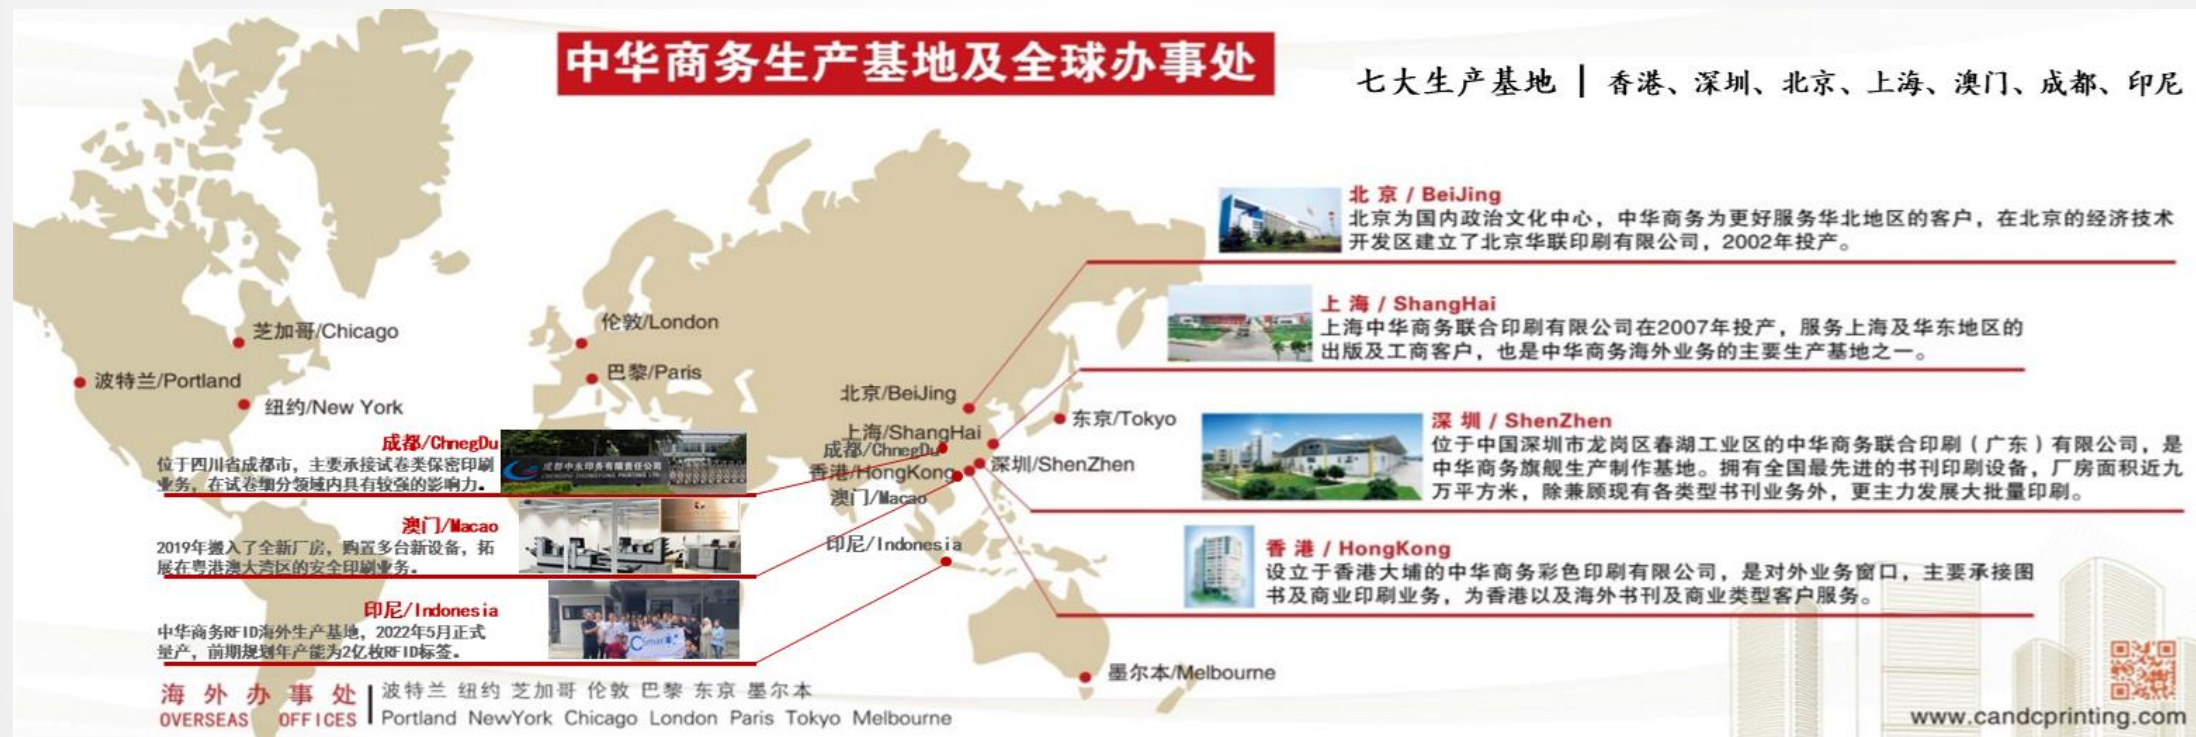 中华商务生产基地及全球办事处
七大生产基地 | 香港、深圳、北京、上海、澳门、成都、印尼
北 京 / BeiJing
北京为国内政治文化中心，中华商务为更好服务华北地区的客户，在北京的经济技术
开发区建立了北京华联印刷有限公司，2002年投产。
上 海 / ShangHai
上海中华商务联合印刷有限公司在2007年投产，服务上海及华东地区的
出版及工商客户，也是中华商务海外业务的主要生产基地之一。
芝加哥/Chicago
伦敦/London
波特兰/Portland
巴黎/Paris
纽约/New York
北京/BeiJing
东京/Tokyo
上海/ShangHai
成都/ChnegDu
香港/HongKong
深圳/ShenZhen
澳门/Macao
印尼/Indonesia
墨尔本/Melbourne
深 圳 / ShenZhen
位于中国深圳市龙岗区春湖工业区的中华商务联合印刷（广东）有限公司，是
中华商务旗舰生产制作基地。拥有全国最先进的书刊印刷设备，厂房面积近九
万平方米，除兼顾现有各类型书刊业务外，更主力发展大批量印刷。
香 港 / HongKong
设立于香港大埔的中华商务彩色印刷有限公司，是对外业务窗口，主要承接图
书及商业印刷业务，为香港以及海外书刊及商业类型客户服务。
成都/ChnegDu
位于四川省成都市，主要承接试卷类保密印刷
业务，在试卷细分领域内具有较强的影响力。
成都中永印务有限责任公司
澳门/Macao
2019年搬入了全新厂房，购置多台新设备，拓
展在粤港澳大湾区的安全印刷业务。
印尼/Indonesia
中华商务RFID海外生产基地，2022年5月正式
量产，前期规划年产能为2亿枚RFID标签。
海 外 办 事 处 | 波特兰 纽约 芝加哥 伦敦 巴黎 东京 墨尔本
OVERSEAS OFFICES | Portland NewYork Chicago London Paris Tokyo Melbourne
www.candcprinting.com